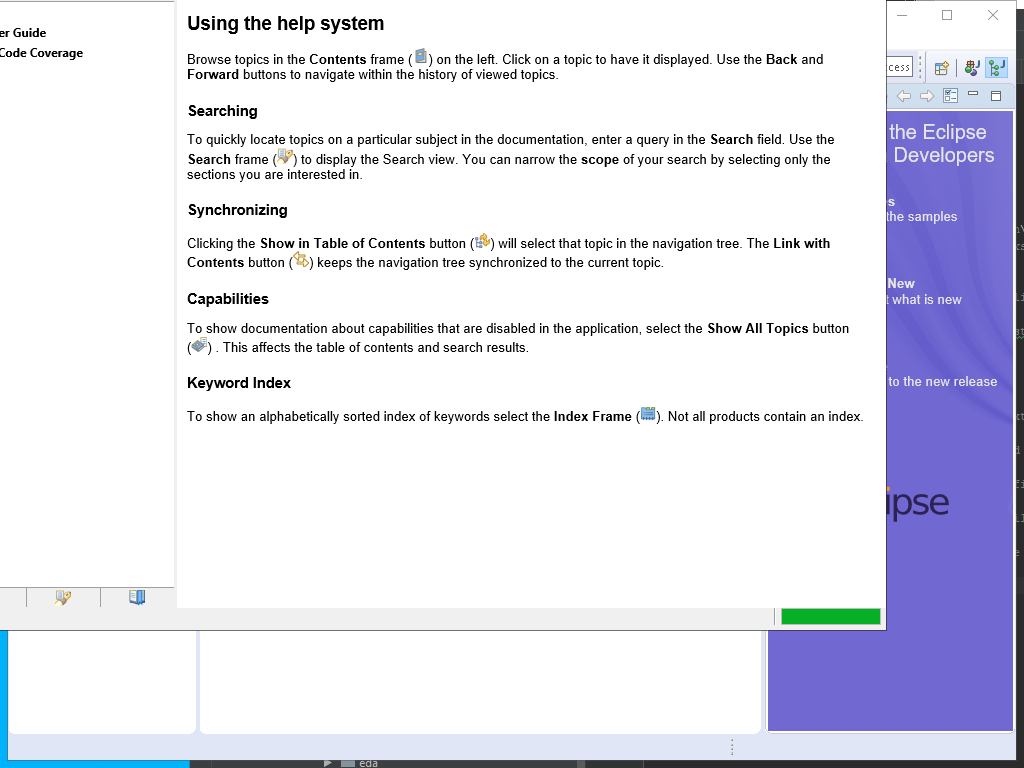 Using the help system
er Guide
Code Coverage
Browse topics in the Contents frame ( ) on the left. Click on a topic to have it displayed. Use the Back and
Forward buttons to navigate within the history of viewed topics.
Searching
To quickly locate topics on a particular subject in the documentation, enter a query in the Search field. Use the
Search frame ( ) to display the Search view. You can narrow the scope of your search by selecting only the
sections you are interested in.
Synchronizing
Clicking the Show in Table of Contents button ( ) will select that topic in the navigation tree. The Link with
Contents button ( ) keeps the navigation tree synchronized to the current topic.
Capabilities
To show documentation about capabilities that are disabled in the application, select the Show All Topics button
( ) . This affects the table of contents and search results.
Keyword Index
To show an alphabetically sorted index of keywords select the Index Frame ( ). Not all products contain an index.
cess
the Eclipse
Developers
s
the samples
New
t what is new
to the new release
ipse
eda